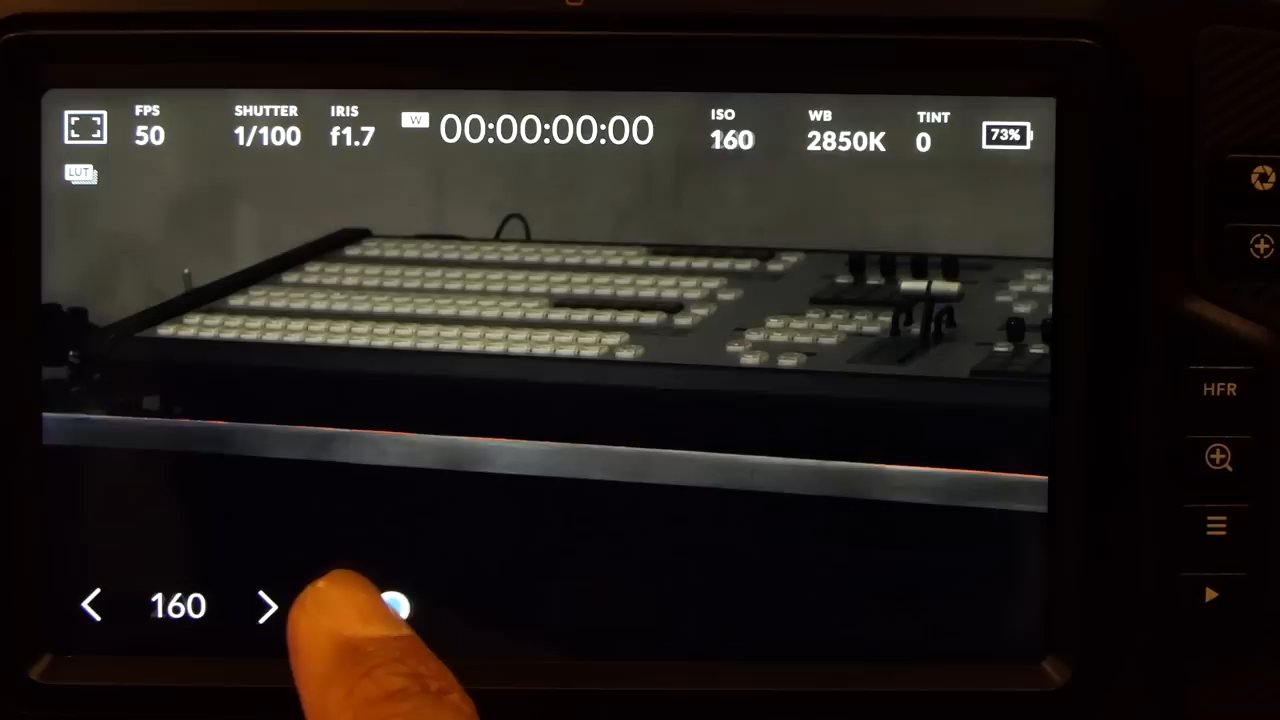 FPS
50
SHUTTER
1/100
IRIS
f1.7
W
00:00:00:00
ISO
160
WB
2850K
TINT
0
73%
LUT
HFR
160